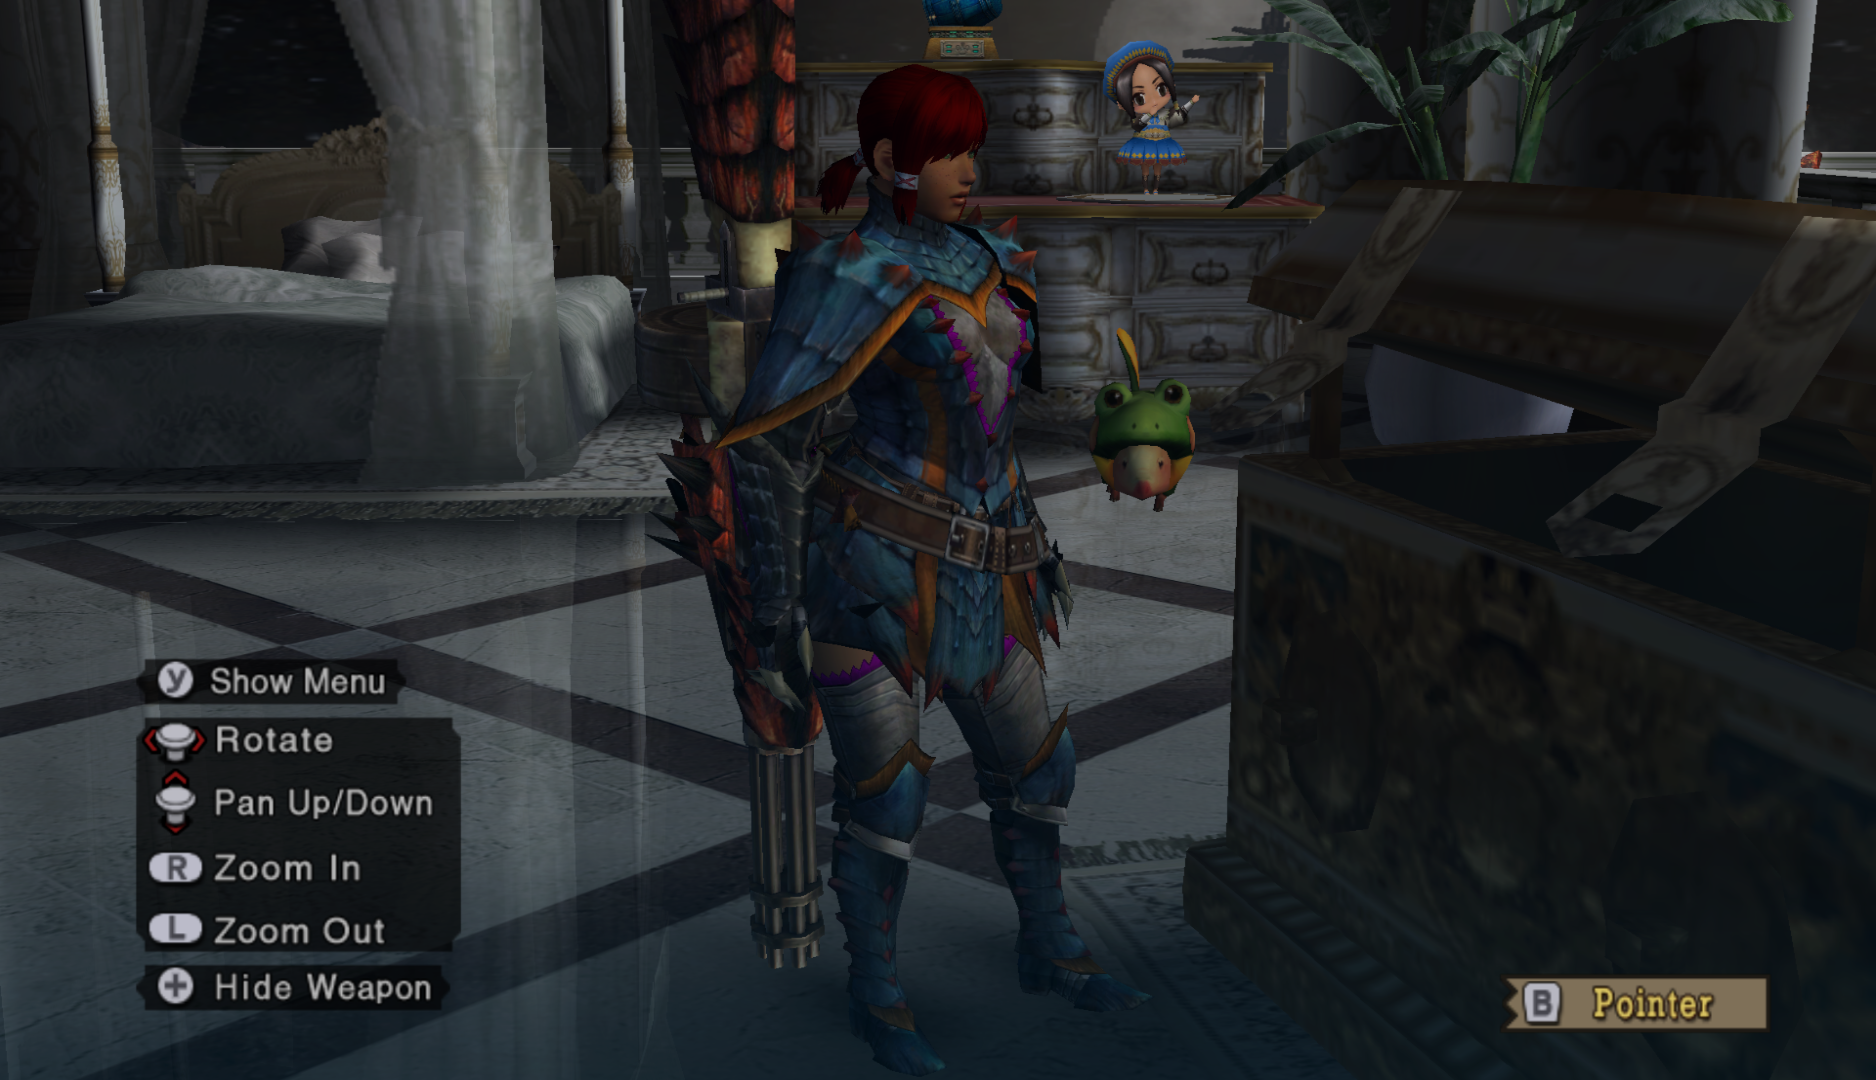 Y Show Menu
Rotate
Pan Up/Down
R Zoom In
L Zoom Out
+ Hide Weapon
B Pointer